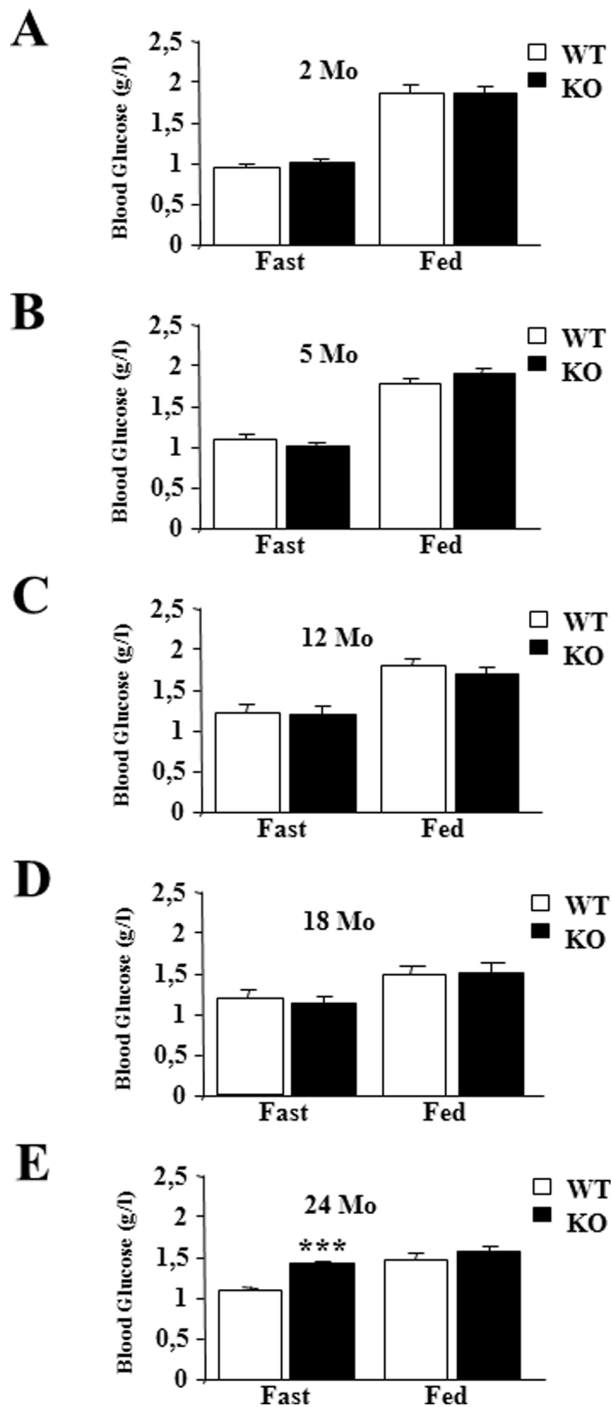 A
Blood Glucose (g/l)
2,5
2
1,5
1
0,5
0
2 Mo
WT
KO
Fast Fed
B
Blood Glucose (g/l)
2,5
2
1,5
1
0,5
0
5 Mo
WT
KO
Fast Fed
C
Blood Glucose (g/l)
2,5
2
1,5
1
0,5
0
12 Mo
WT
KO
Fast Fed
D
Blood Glucose (g/l)
2,5
2
1,5
1
0,5
0
18 Mo
WT
KO
Fast Fed
E
Blood Glucose (g/l)
2,5
2
1,5
1
0,5
0
24 Mo
***
WT
KO
Fast Fed